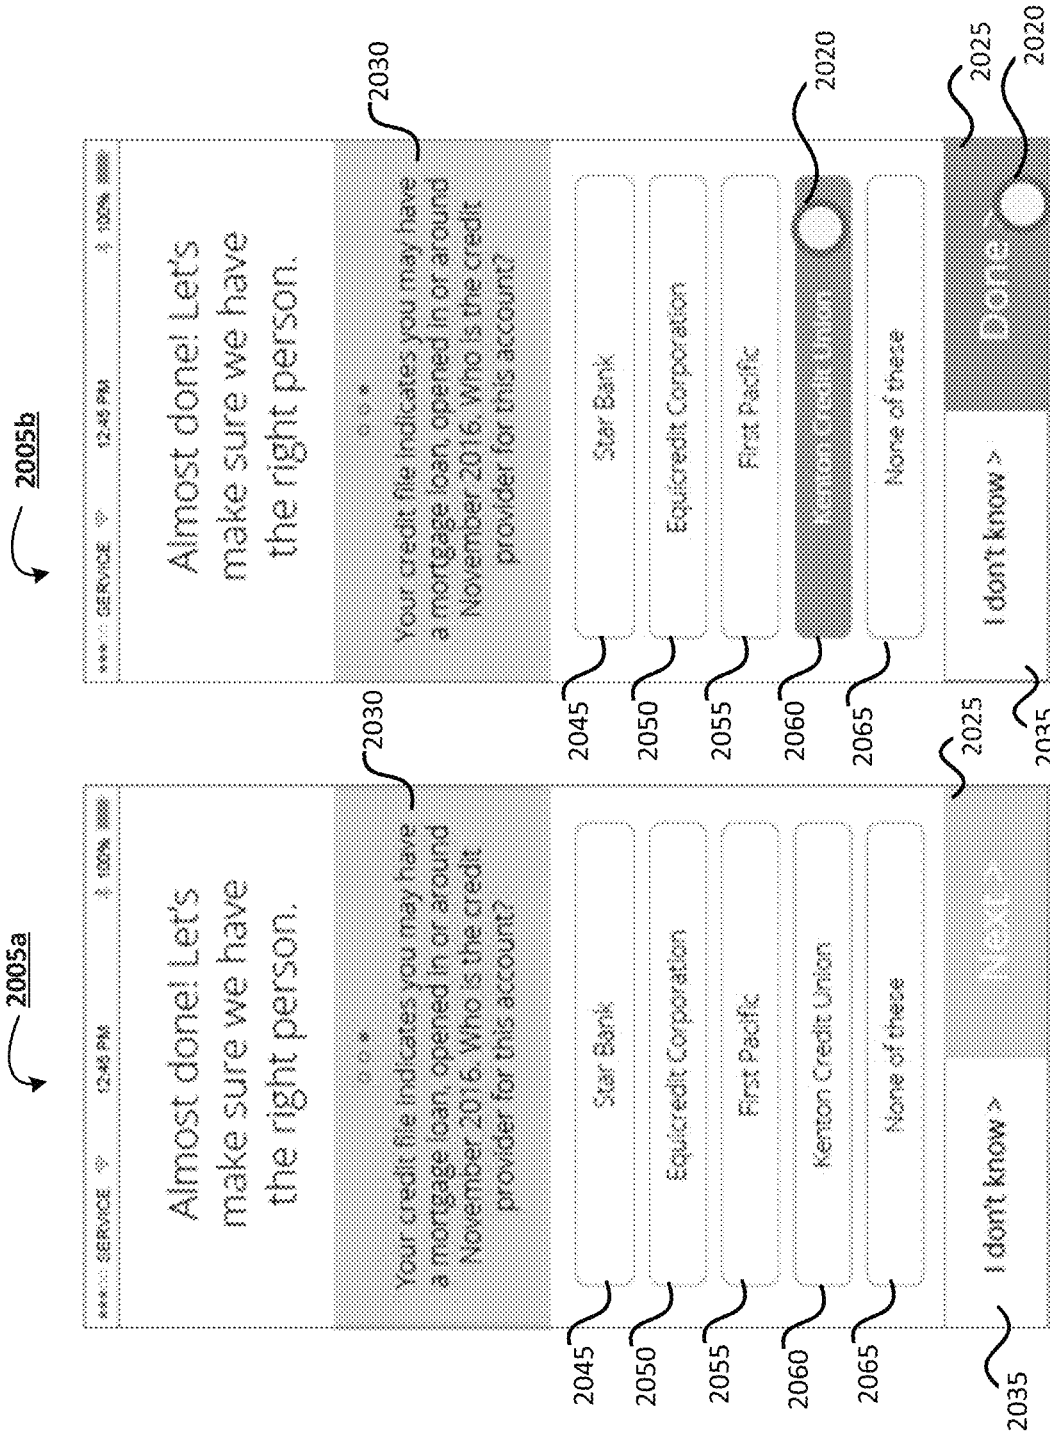 2005a
SERVICE 12:46 PM 100%
Almost done! Let's
make sure we have
the right person.
2030
Your credit file indicates you may have
a mortgage loan, opened in or around
November 2016. Who is the credit
provider for this account?
2045
Star Bank
2050
Equicredit Corporation
2055
First Pacific
2060
Kenton Credit Union
2065
None of these
2035
I don't know >
Next >
2025
2005b
SERVICE 12:46 PM 100%
Almost done! Let's
make sure we have
the right person.
2030
Your credit file indicates you may have
a mortgage loan, opened in or around
November 2016. Who is the credit
provider for this account?
2045
Star Bank
2050
Equicredit Corporation
2055
First Pacific
2060
2020
2065
None of these
2035
I don't know >
Done
2025
2020